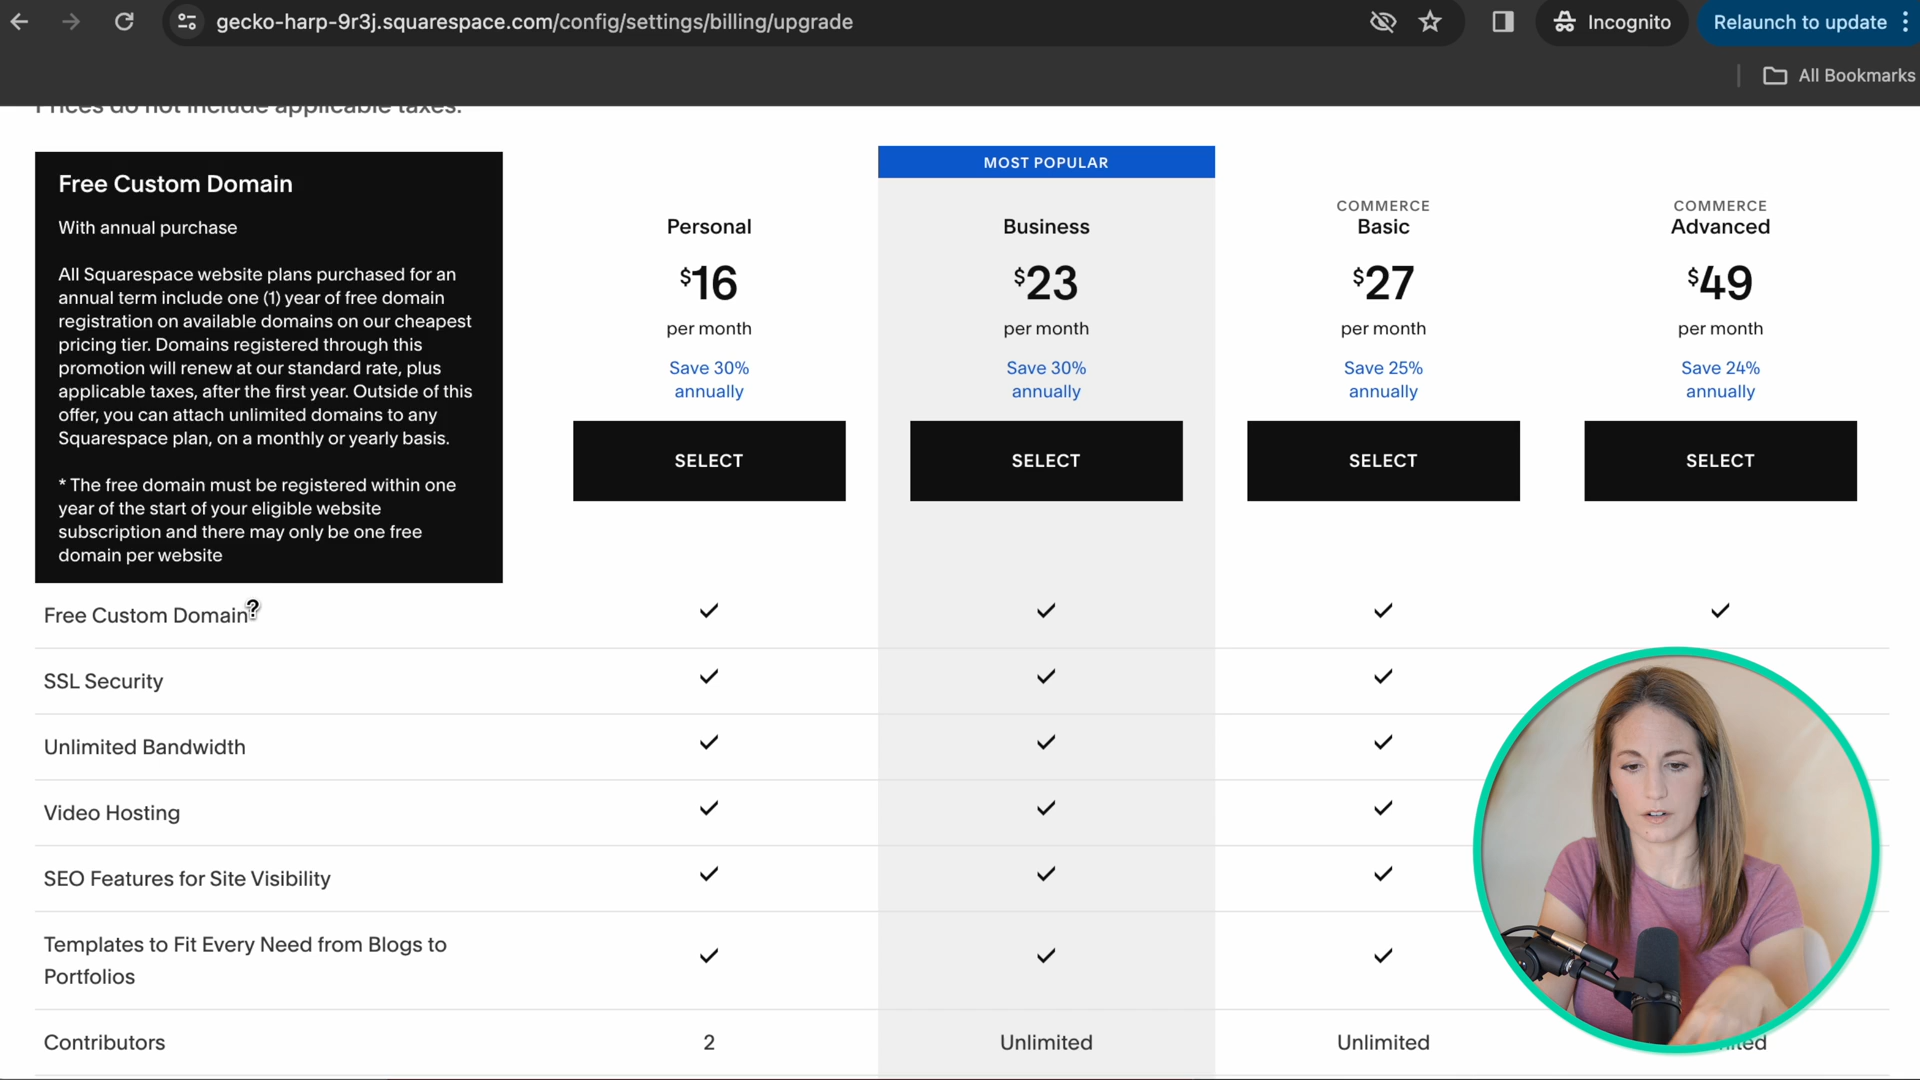 gecko-harp-9r3j.squarespace.com/config/settings/billing/upgrade
Incognito
Relaunch to update
All Bookmarks
Prices do not include applicable taxes.
Free Custom Domain
With annual purchase
All Squarespace website plans purchased for an
annual term include one (1) year of free domain
registration on available domains on our cheapest
pricing tier. Domains registered through this
promotion will renew at our standard rate, plus
applicable taxes, after the first year. Outside of this
offer, you can attach unlimited domains to any
Squarespace plan, on a monthly or yearly basis.
* The free domain must be registered within one
year of the start of your eligible website
subscription and there may only be one free
domain per website
Personal
$16
per month
Save 30%
annually
SELECT
MOST POPULAR
Business
$23
per month
Save 30%
annually
SELECT
COMMERCE
Basic
$27
per month
Save 25%
annually
SELECT
COMMERCE
Advanced
$49
per month
Save 24%
annually
SELECT
Free Custom Domain
SSL Security
Unlimited Bandwidth
Video Hosting
SEO Features for Site Visibility
Templates to Fit Every Need from Blogs to
Portfolios
Contributors 2 Unlimited Unlimited